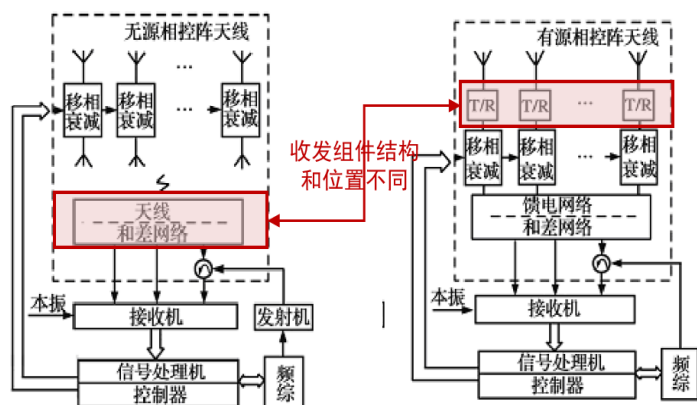 无源相控阵天线
...
移相
衰减
移相
衰减
...
移相
衰减
天线
和差网络
本振
接收机
发射机
信号处理机
控制器
频
综
收发组件结构
和位置不同
有源相控阵天线
...
T/R
T/R
...
T/R
移相
衰减
移相
衰减
...
移相
衰减
馈电网络
和差网络
本振
接收机
信号处理机
控制器
频
综